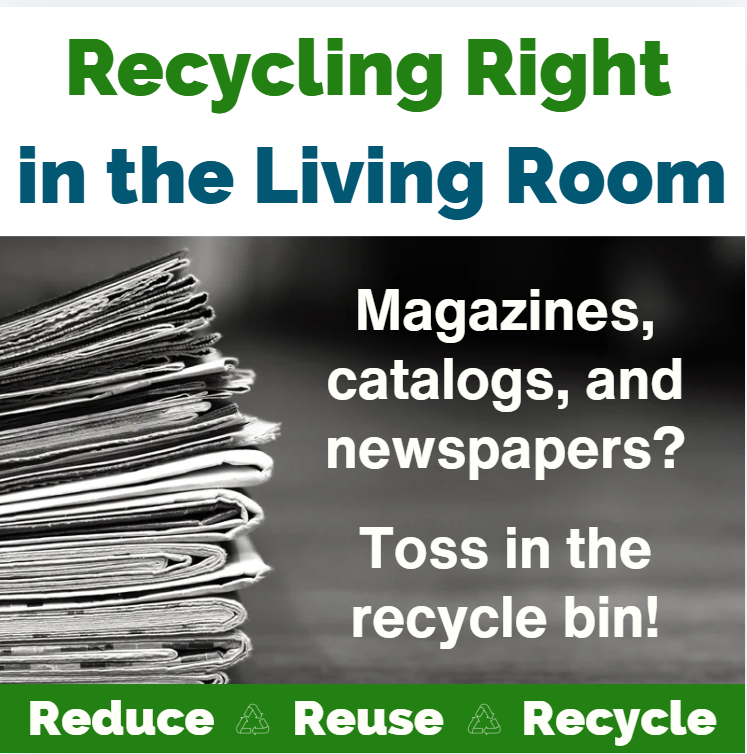 Recycling Right
in the Living Room
Magazines,
catalogs, and
newspapers?
Toss in the
recycle bin!
Reduce Reuse Recycle